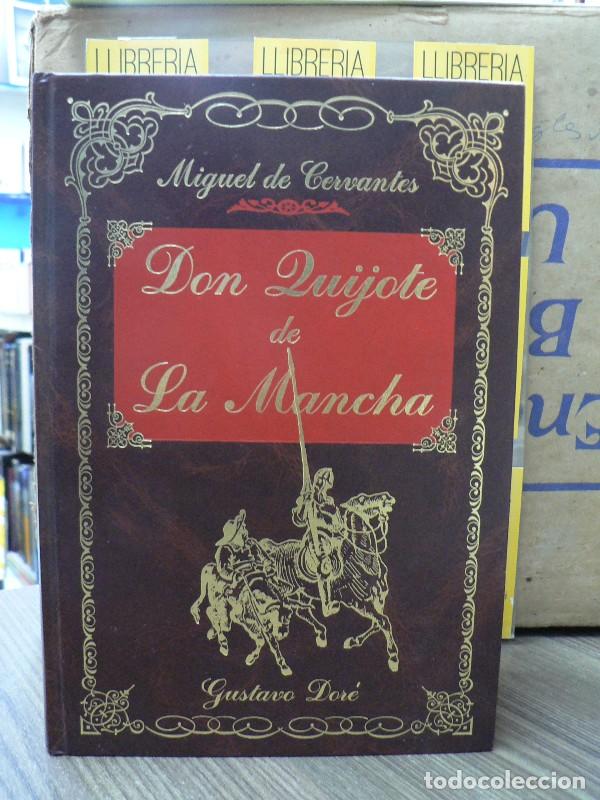 LLIBRERIA LLIBRERIA LLIBRERIA
Miguel de Cervantes
Don Quijote
de
La Mancha
Gustavo Doré
todocoleccion